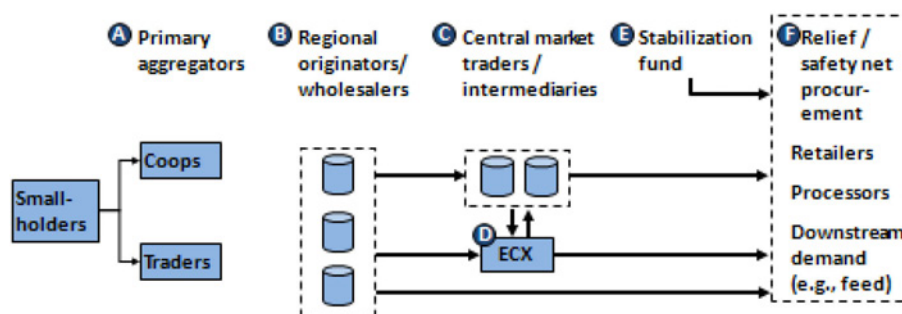 A Primary
aggregators
B Regional
originators/
wholesalers
C Central market
traders /
intermediaries
E Stabilization
fund
F Relief /
safety net
procur-
ement
Retailers
Processors
Downstream
demand
(e.g., feed)
Small-
holders
Coops
Traders
D
ECX